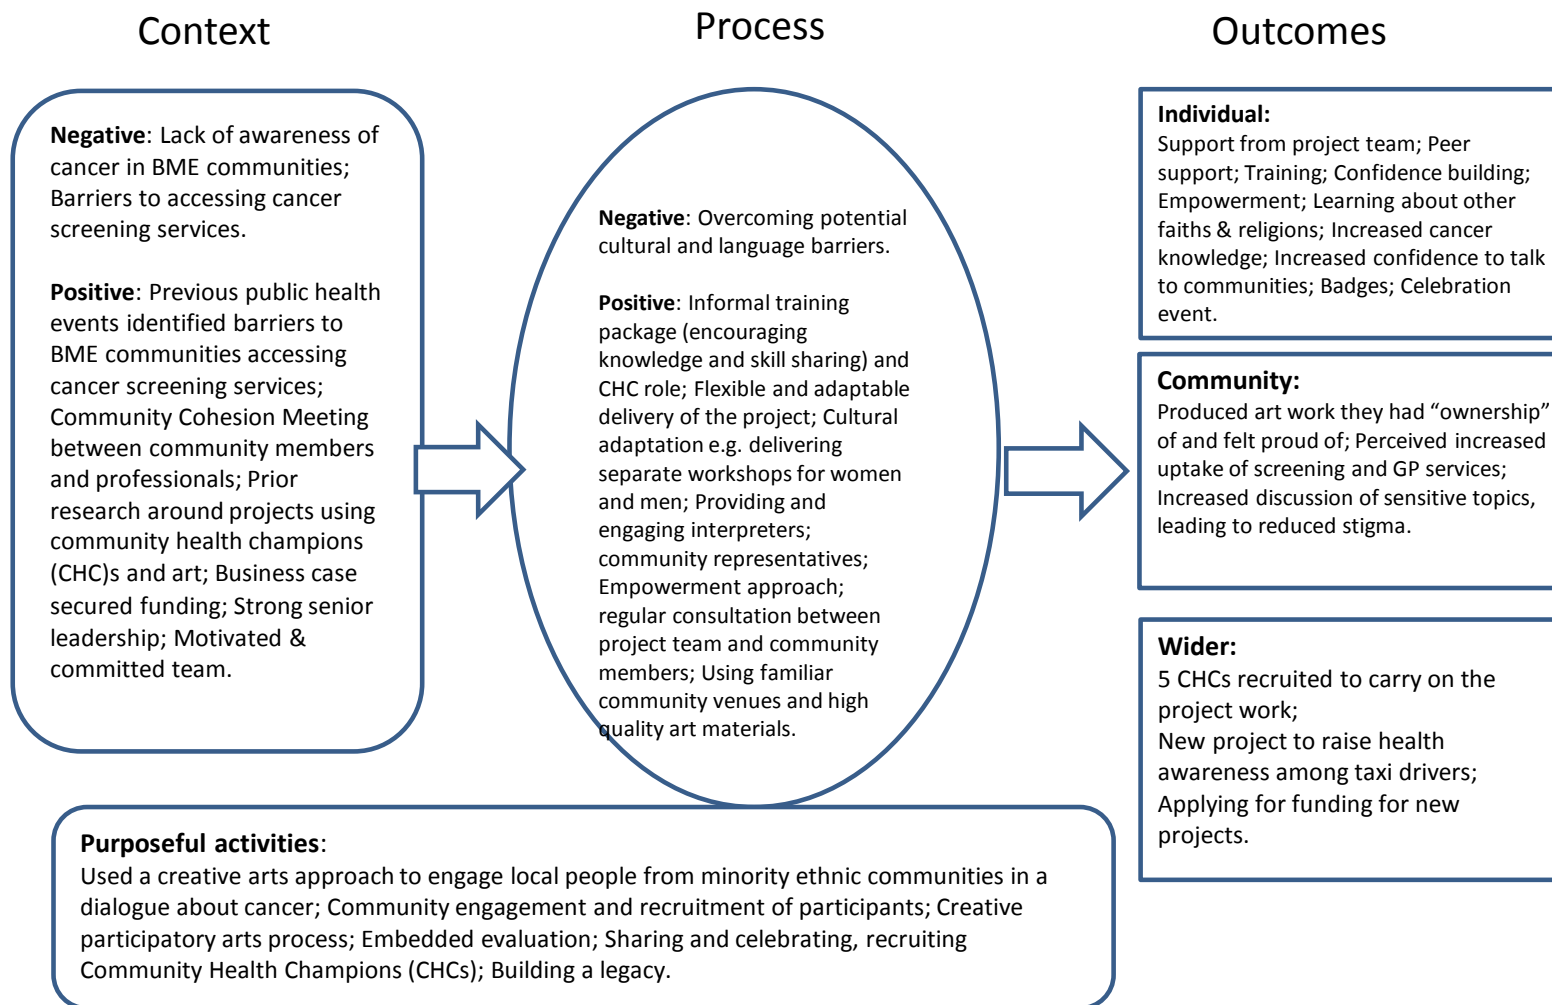 Context
Process
Outcomes
Negative: Lack of awareness of
cancer in BME communities;
Barriers to accessing cancer
screening services.
Positive: Previous public health
events identified barriers to
BME communities accessing
cancer screening services;
Community Cohesion Meeting
between community members
and professionals; Prior
research around projects using
community health champions
(CHC)s and art; Business case
secured funding; Strong senior
leadership; Motivated &
committed team.
Negative: Overcoming potential
cultural and language barriers.
Positive: Informal training
package (encouraging
knowledge and skill sharing) and
CHC role; Flexible and adaptable
delivery of the project; Cultural
adaptation e.g. delivering
separate workshops for women
and men; Providing and
engaging interpreters;
community representatives;
Empowerment approach;
regular consultation between
project team and community
members; Using familiar
community venues and high
quality art materials.
Individual:
Support from project team; Peer
support; Training; Confidence building;
Empowerment; Learning about other
faiths & religions; Increased cancer
knowledge; Increased confidence to talk
to communities; Badges; Celebration
event.
Community:
Produced art work they had “ownership”
of and felt proud of; Perceived increased
uptake of screening and GP services;
Increased discussion of sensitive topics,
leading to reduced stigma.
Wider:
5 CHCs recruited to carry on the
project work;
New project to raise health
awareness among taxi drivers;
Applying for funding for new
projects.
Purposeful activities:
Used a creative arts approach to engage local people from minority ethnic communities in a
dialogue about cancer; Community engagement and recruitment of participants; Creative
participatory arts process; Embedded evaluation; Sharing and celebrating, recruiting
Community Health Champions (CHCs); Building a legacy.